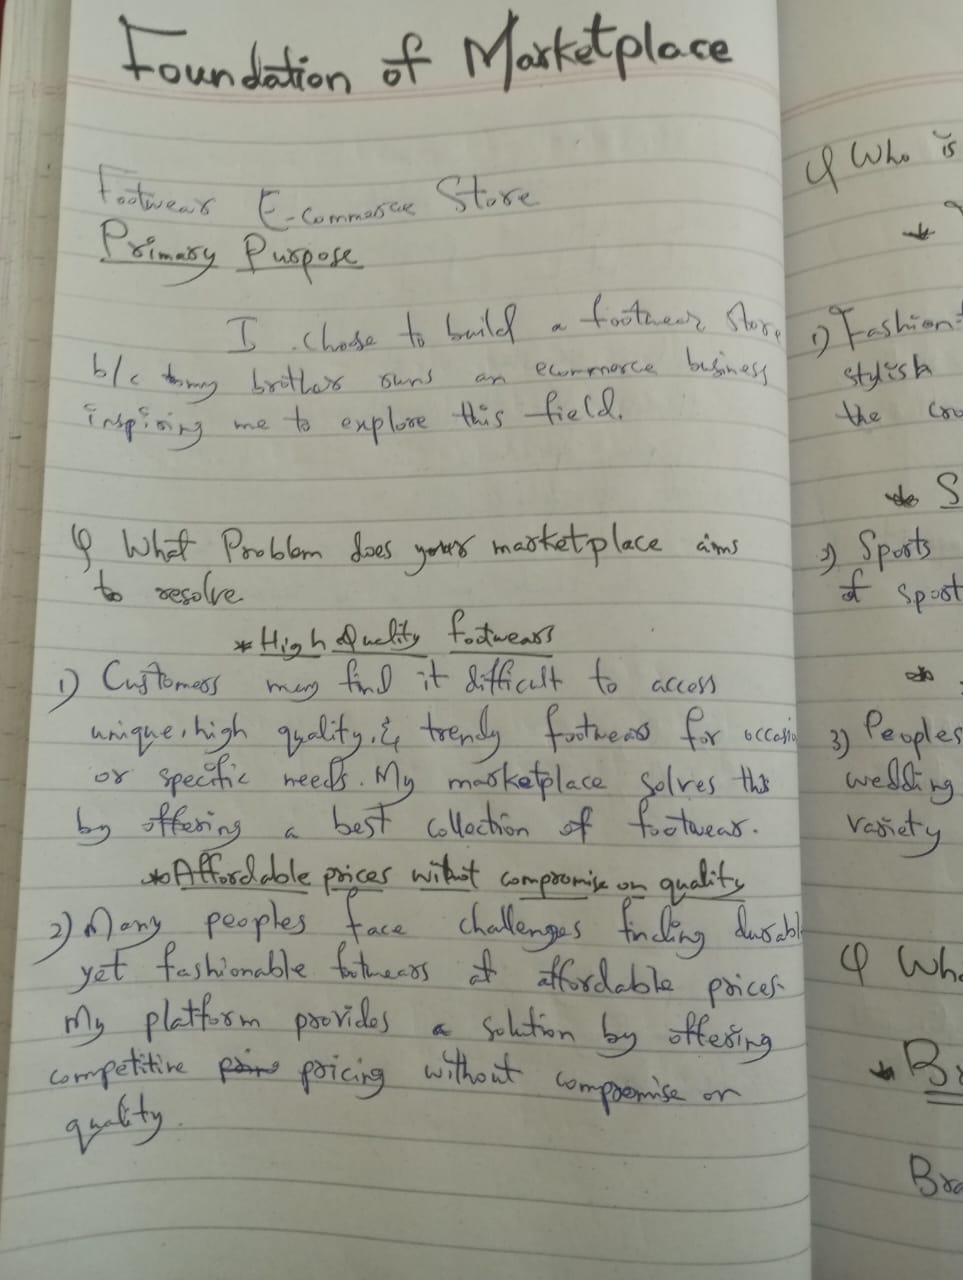 Foundation of Marketplace
Footwear E-commerce Store
Primary Purpose
I chose to build a footwear Store
b/c my brother runs an ecommerce business
inspiring me to explore this field.
Q What Problem does your marketplace aims
to resolve
* High Quality footwears
1) Customers may find it difficult to access
unique, high quality, & trendy footwears for occasio
or specific needs. My marketplace solves this
by offering a best collection of footwear.
* Affordable prices without compromise on quality
2) Many peoples face challenges finding durabl
yet fashionable footwears at affordable prices.
My platform provides a solution by offering
competitive pricing without compromise on
quality.
Q Who is
1) Fashion
stylish
the
* S
2) Sports
of sport
3) Peoples
wedding
variety
Q Wh
* Br
Bra